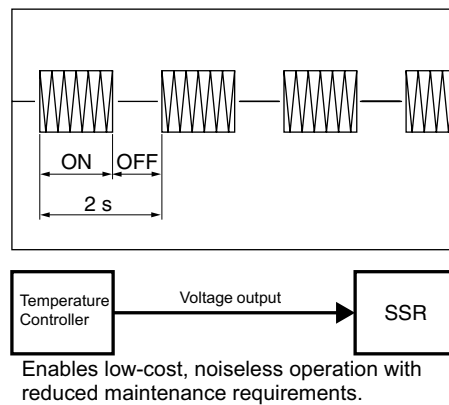 ON OFF
2 s
Temperature
Controller
Voltage output
SSR
Enables low-cost, noiseless operation with
reduced maintenance requirements.